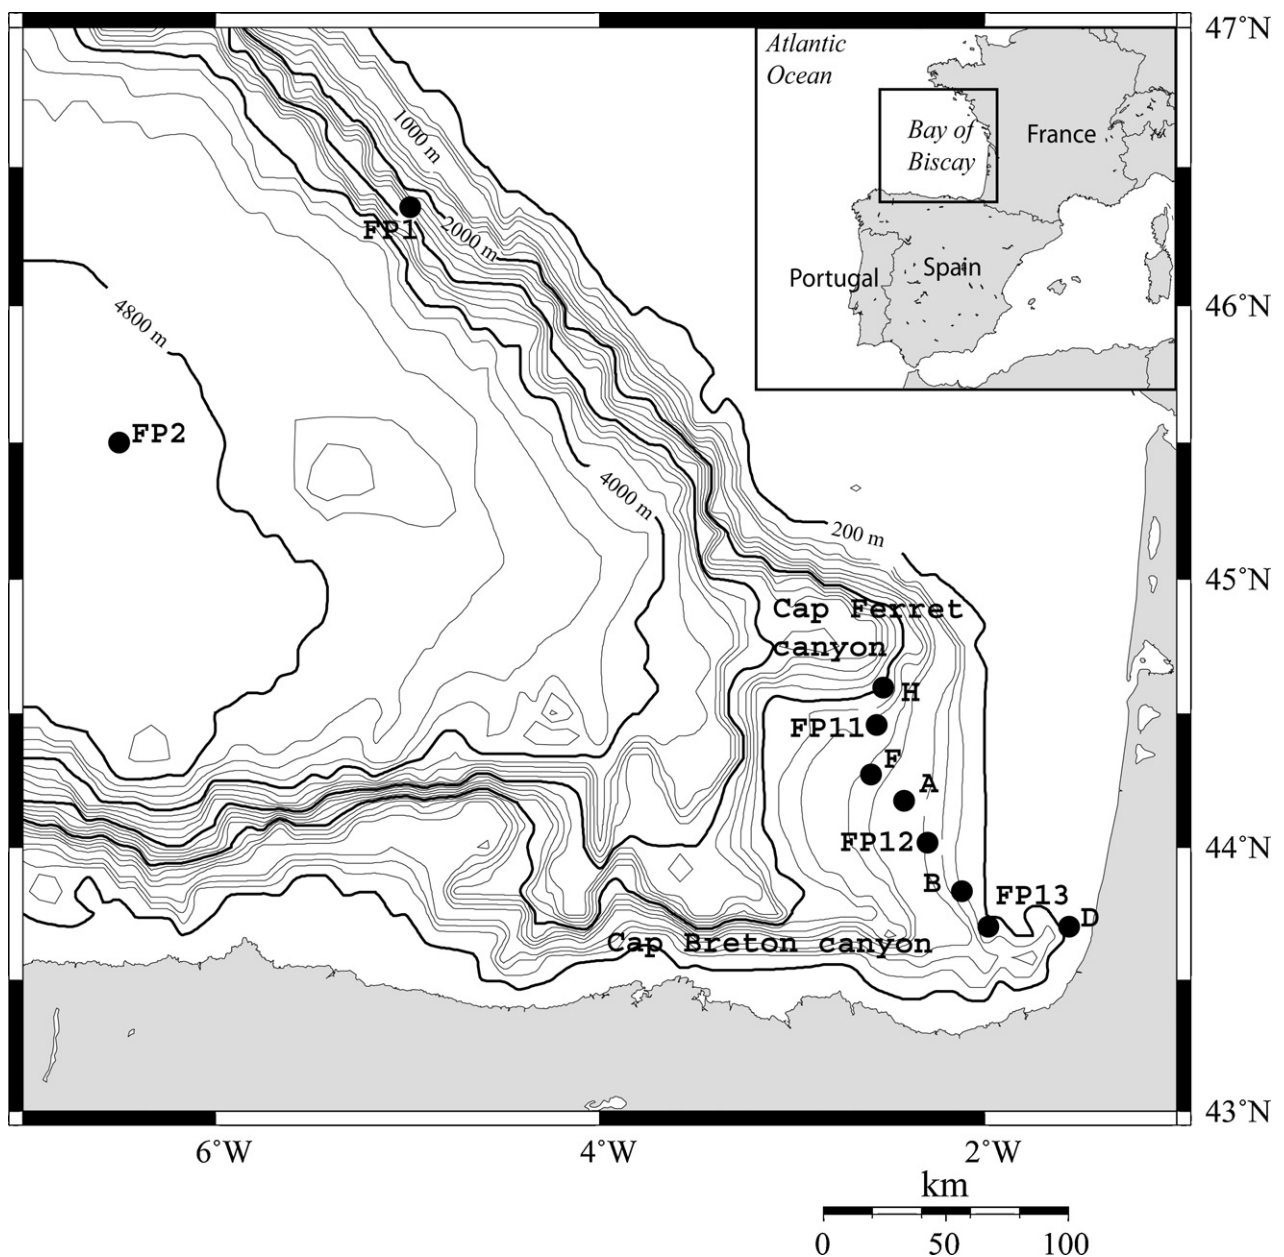 47°N
Atlantic
Ocean
Bay of
Biscay
France
Portugal
Spain
1000 m
FP1
2000 m
46°N
4800 m
FP2
4000 m
200 m
45°N
Cap Ferret
canyon
H
FP11
F
A
FP12
44°N
B
FP13
D
Cap Breton canyon
43°N
6°W
4°W
2°W
km
0
50
100